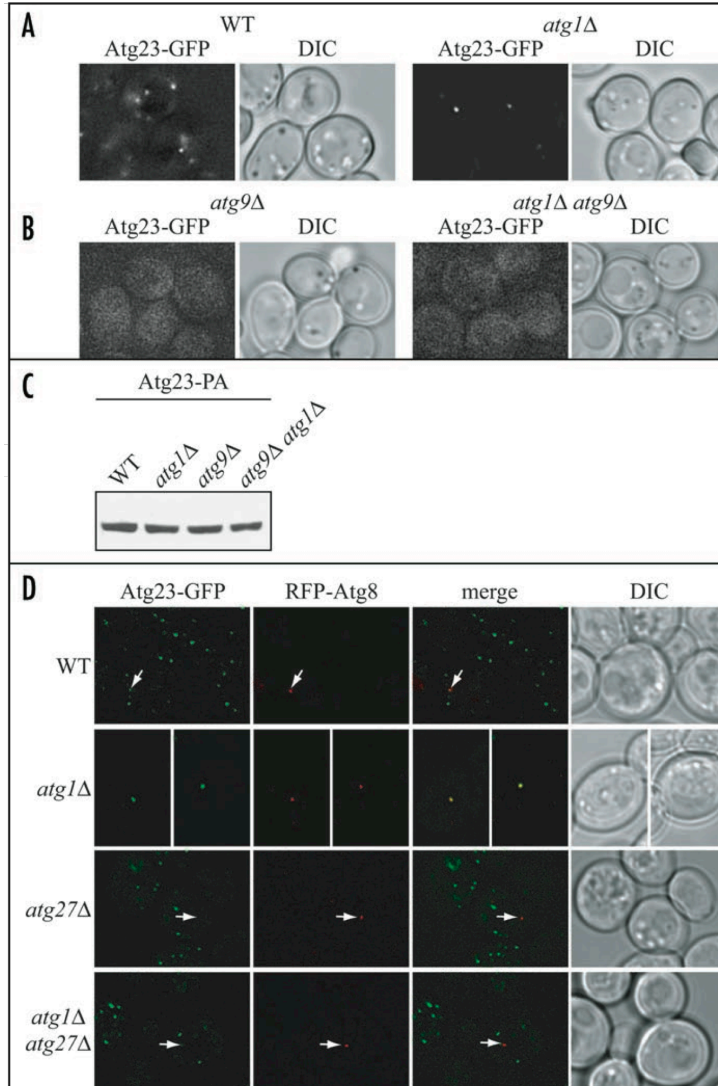 A
WT
atg1Δ
Atg23-GFP DIC Atg23-GFP DIC
atg9Δ
atg1Δ atg9Δ
B
Atg23-GFP DIC Atg23-GFP DIC
C
Atg23-PA
WT atg1Δ atg9Δ atg9Δ atg1Δ
D
Atg23-GFP RFP-Atg8 merge DIC
WT
atg1Δ
atg27Δ
atg1Δ
atg27Δ